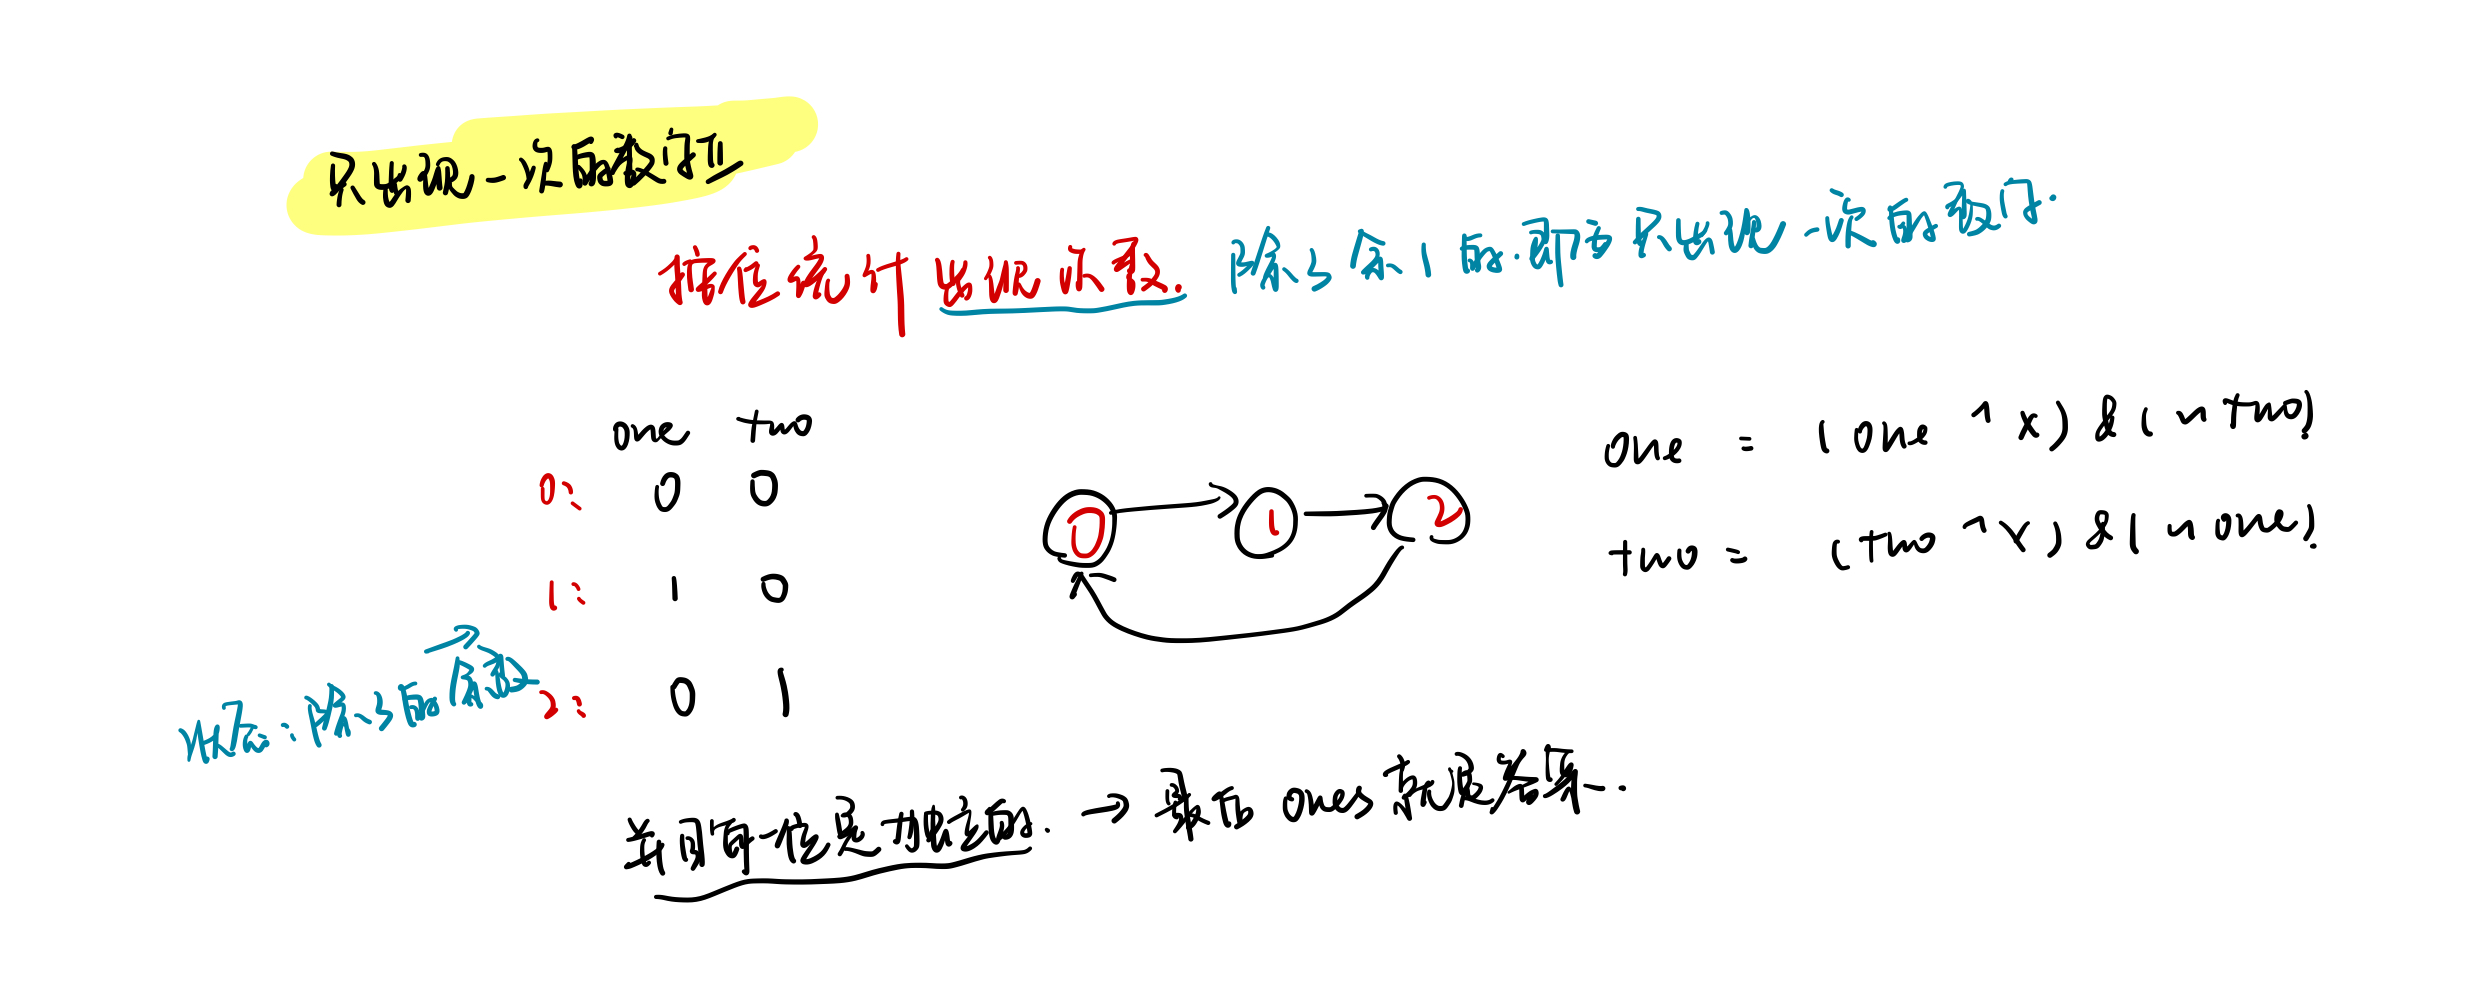 只出现一次的数字II
按位统计出现次数. 除3余1的.即为只出现一次的数字.
one two
0: 0 0
1: 1 0
状态:除3的余数
2: 0 1
0 1 2
one = (one ^ x) & (~two)
two = (two ^ x) & (~one)
并且每一位是独立的. → 最后 ones 就是答案.